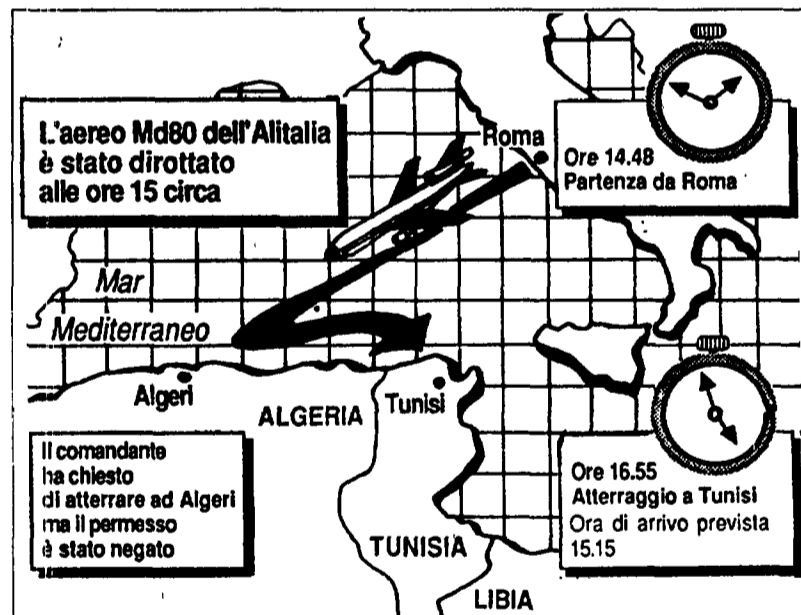 L'aereo Md80 dell'Alitalia
è stato dirottato
alle ore 15 circa
Roma
Ore 14.48
Partenza da Roma
Mar
Mediterraneo
Algeri
ALGERIA
Tunisi
Il comandante
ha chiesto
di atterrare ad Algeri
ma il permesso
è stato negato
Ore 16.55
Atterraggio a Tunisi
Ora di arrivo prevista
15.15
TUNISIA
LIBIA